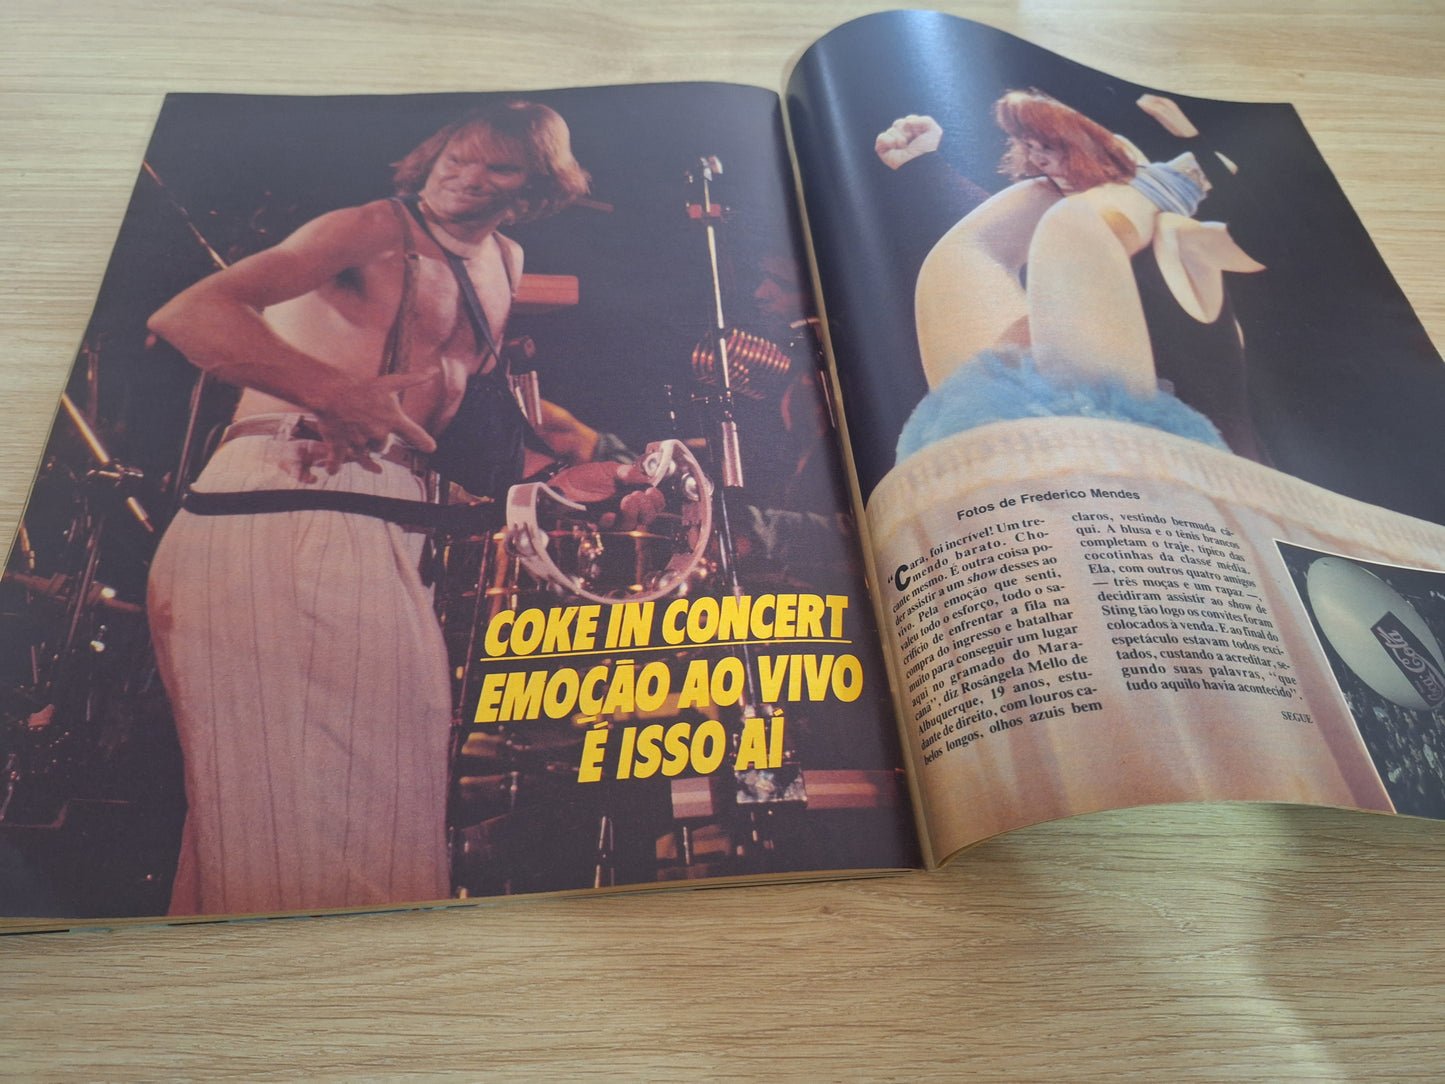 COKE IN CONCERT
EMOÇÃO AO VIVO
É ISSO AÍ
Fotos de Frederico Mendes
"Cara, foi incrível! Um tre-
mendo barato. Cho-
cante mesmo. É outra coisa po-
der assistir a um show desses ao
vivo. Pela emoção que senti,
valeu todo o esforço, todo o sa-
crifício de enfrentar a fila na
compra do ingresso e batalhar
muito para conseguir um lugar
aqui no gramado do Mara-
canã", diz Rosângela Mello de
Albuquerque, 19 anos, estu-
dante de direito, com louros ca-
belos longos, olhos azuis bem
claros, vestindo bermuda cá-
qui. A blusa e o tênis brancos
completam o traje, típico das
cocotinhas da classe média.
Ela, com outros quatro amigos
— três moças e um rapaz —,
decidiram assistir ao show de
Sting tão logo os convites foram
colocados à venda. E ao final do
espetáculo estavam todos exci-
tados, custando a acreditar, se-
gundo suas palavras, "que
tudo aquilo havia acontecido".
SEGUE